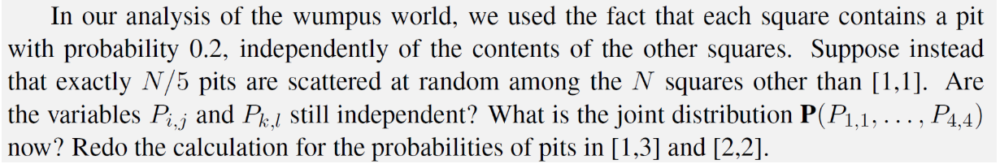 In our analysis of the wumpus world, we used the fact that each square contains a pit
with probability 0.2, independently of the contents of the other squares. Suppose instead
that exactly N/5 pits are scattered at random among the N squares other than [1,1]. Are
the variables P_{i,j} and P_{k,l} still independent? What is the joint distribution P(P_{1,1}, . . . , P_{4,4})
now? Redo the calculation for the probabilities of pits in [1,3] and [2,2].